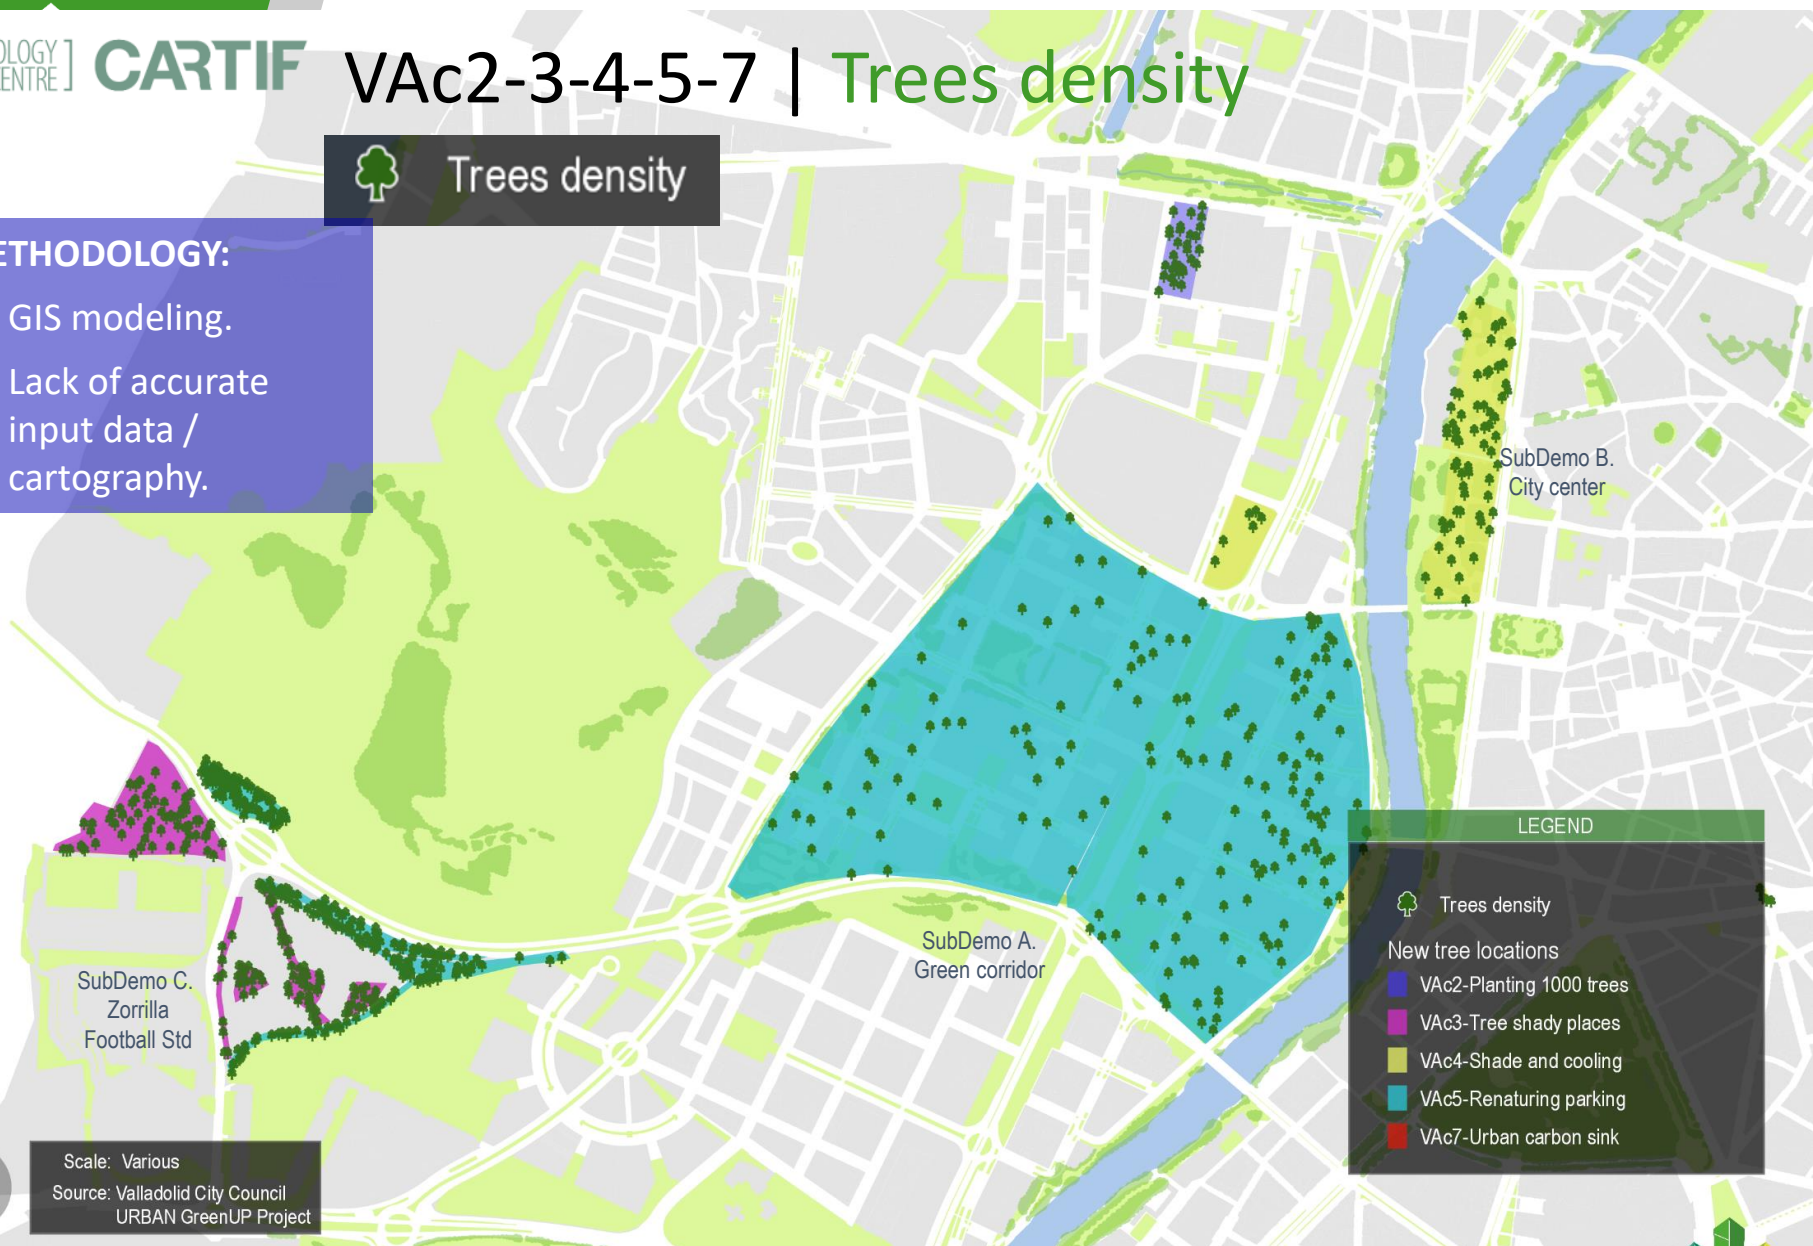 OLOGY
ENTRE] CARTIF
VAc2-3-4-5-7 | Trees density
Trees density
ETHODOLOGY:
GIS modeling.
Lack of accurate
input data /
cartography.
SubDemo B.
City center
SubDemo A.
Green corridor
SubDemo C.
Zorrilla
Football Std
LEGEND
Trees density
New tree locations
VAc2-Planting 1000 trees
VAc3-Tree shady places
VAc4-Shade and cooling
VAc5-Renaturing parking
VAc7-Urban carbon sink
Scale: Various
Source: Valladolid City Council
URBAN GreenUP Project